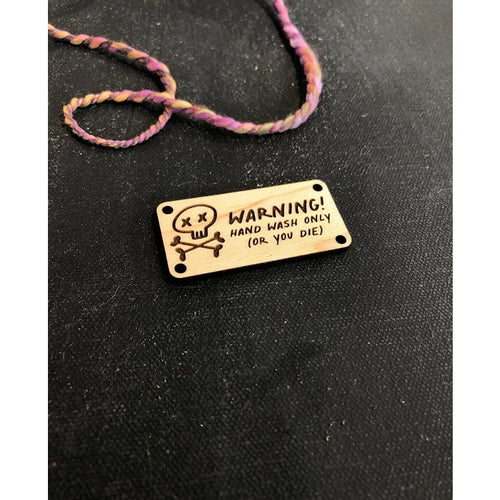 WARNING!
HAND WASH ONLY
(OR YOU DIE)